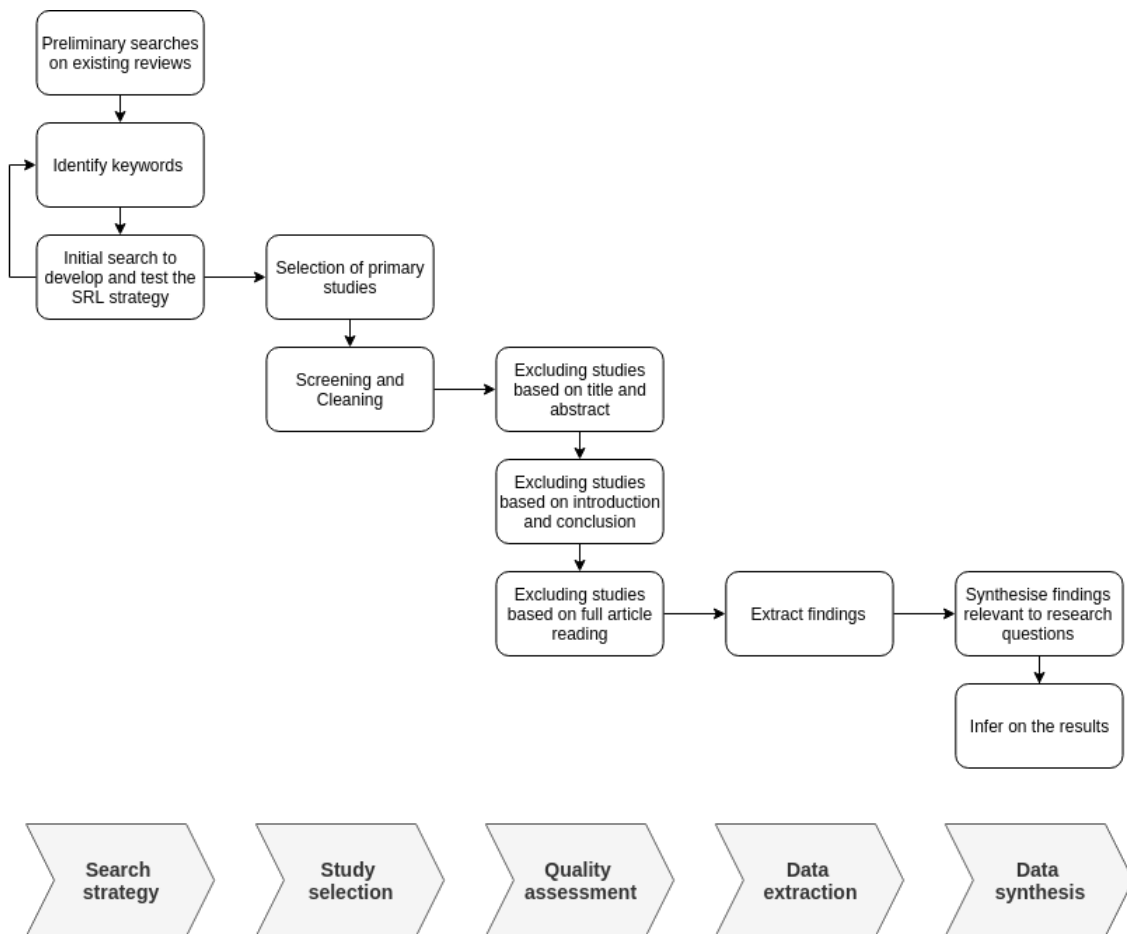 Preliminary searches
on existing reviews
Identify keywords
Initial search to
develop and test the
SRL strategy
Selection of primary
studies
Screening and
Cleaning
Excluding studies
based on title and
abstract
Excluding studies
based on introduction
and conclusion
Excluding studies
based on full article
reading
Extract findings
Synthesise findings
relevant to research
questions
Infer on the results
Search
strategy
Study
selection
Quality
assessment
Data
extraction
Data
synthesis